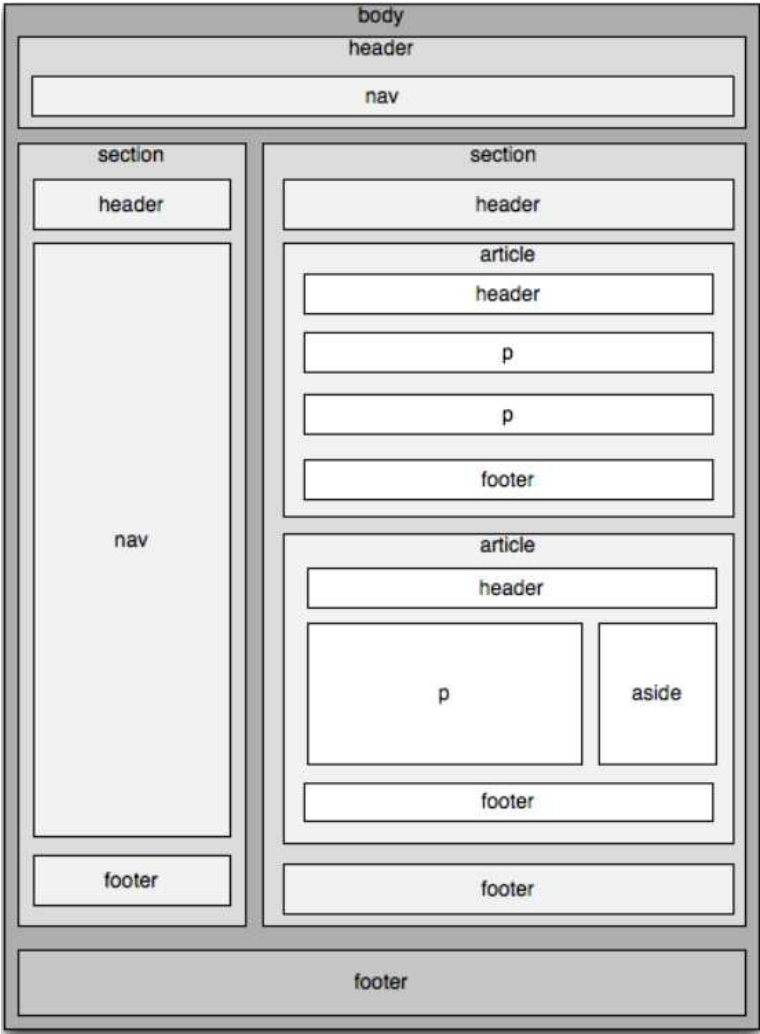 body
header
nav
section
header
nav
footer
section
header
article
header
p
p
footer
article
header
p
aside
footer
footer
footer